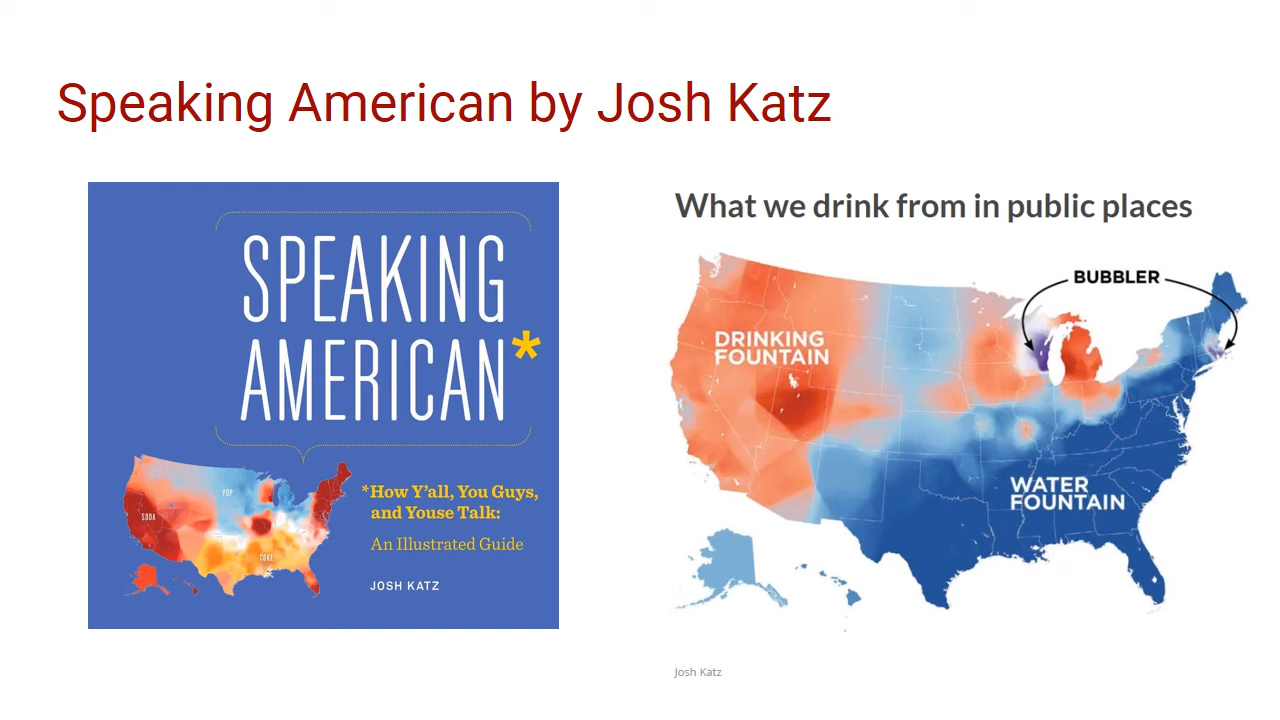 Speaking American by Josh Katz
SPEAKING
AMERICAN*
POP
SODA
COKE
*How Y'all, You Guys,
and Youse Talk:
An Illustrated Guide
JOSH KATZ
What we drink from in public places
BUBBLER
DRINKING
FOUNTAIN
WATER
FOUNTAIN
Josh Katz